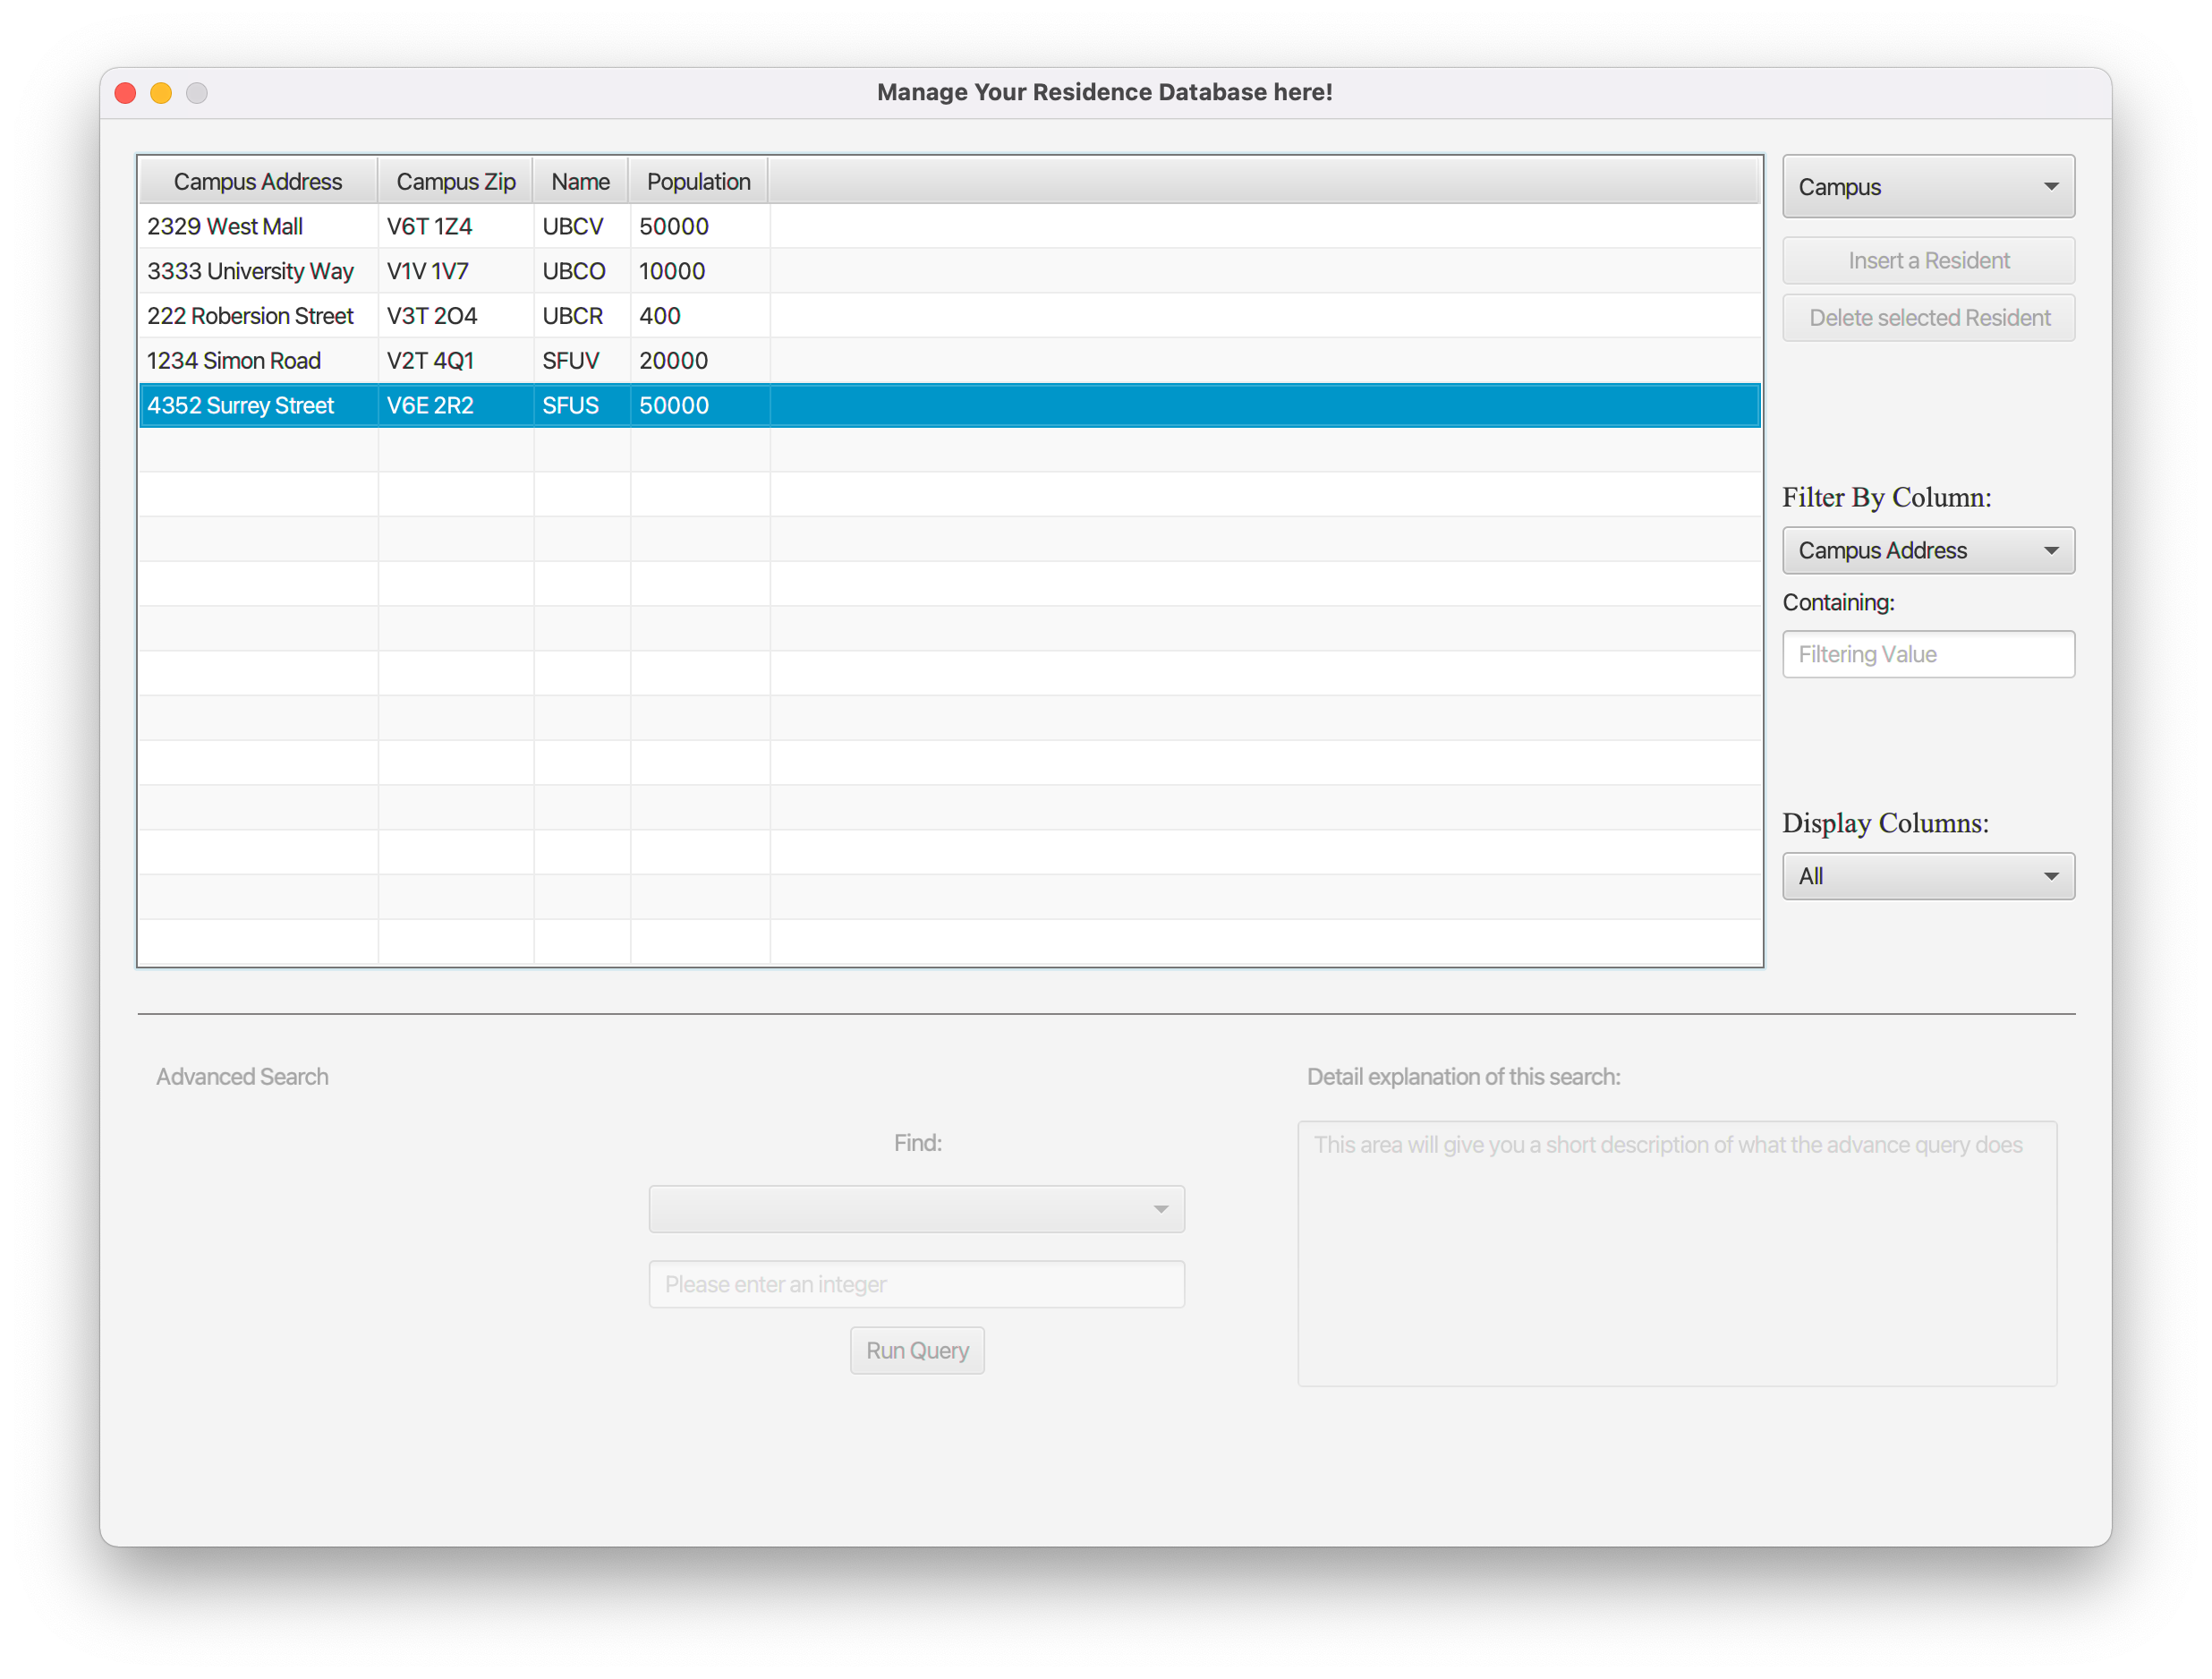 Manage Your Residence Database here!
Campus Address Campus Zip Name Population
2329 West Mall V6T 1Z4 UBCV 50000
3333 University Way V1V 1V7 UBCO 10000
222 Robersion Street V3T 2O4 UBCR 400
1234 Simon Road V2T 4Q1 SFUV 20000
4352 Surrey Street V6E 2R2 SFUS 50000
Campus
Insert a Resident
Delete selected Resident
Filter By Column:
Campus Address
Containing:
Filtering Value
Display Columns:
All
Advanced Search
Find:
Please enter an integer
Run Query
Detail explanation of this search:
This area will give you a short description of what the advance query does